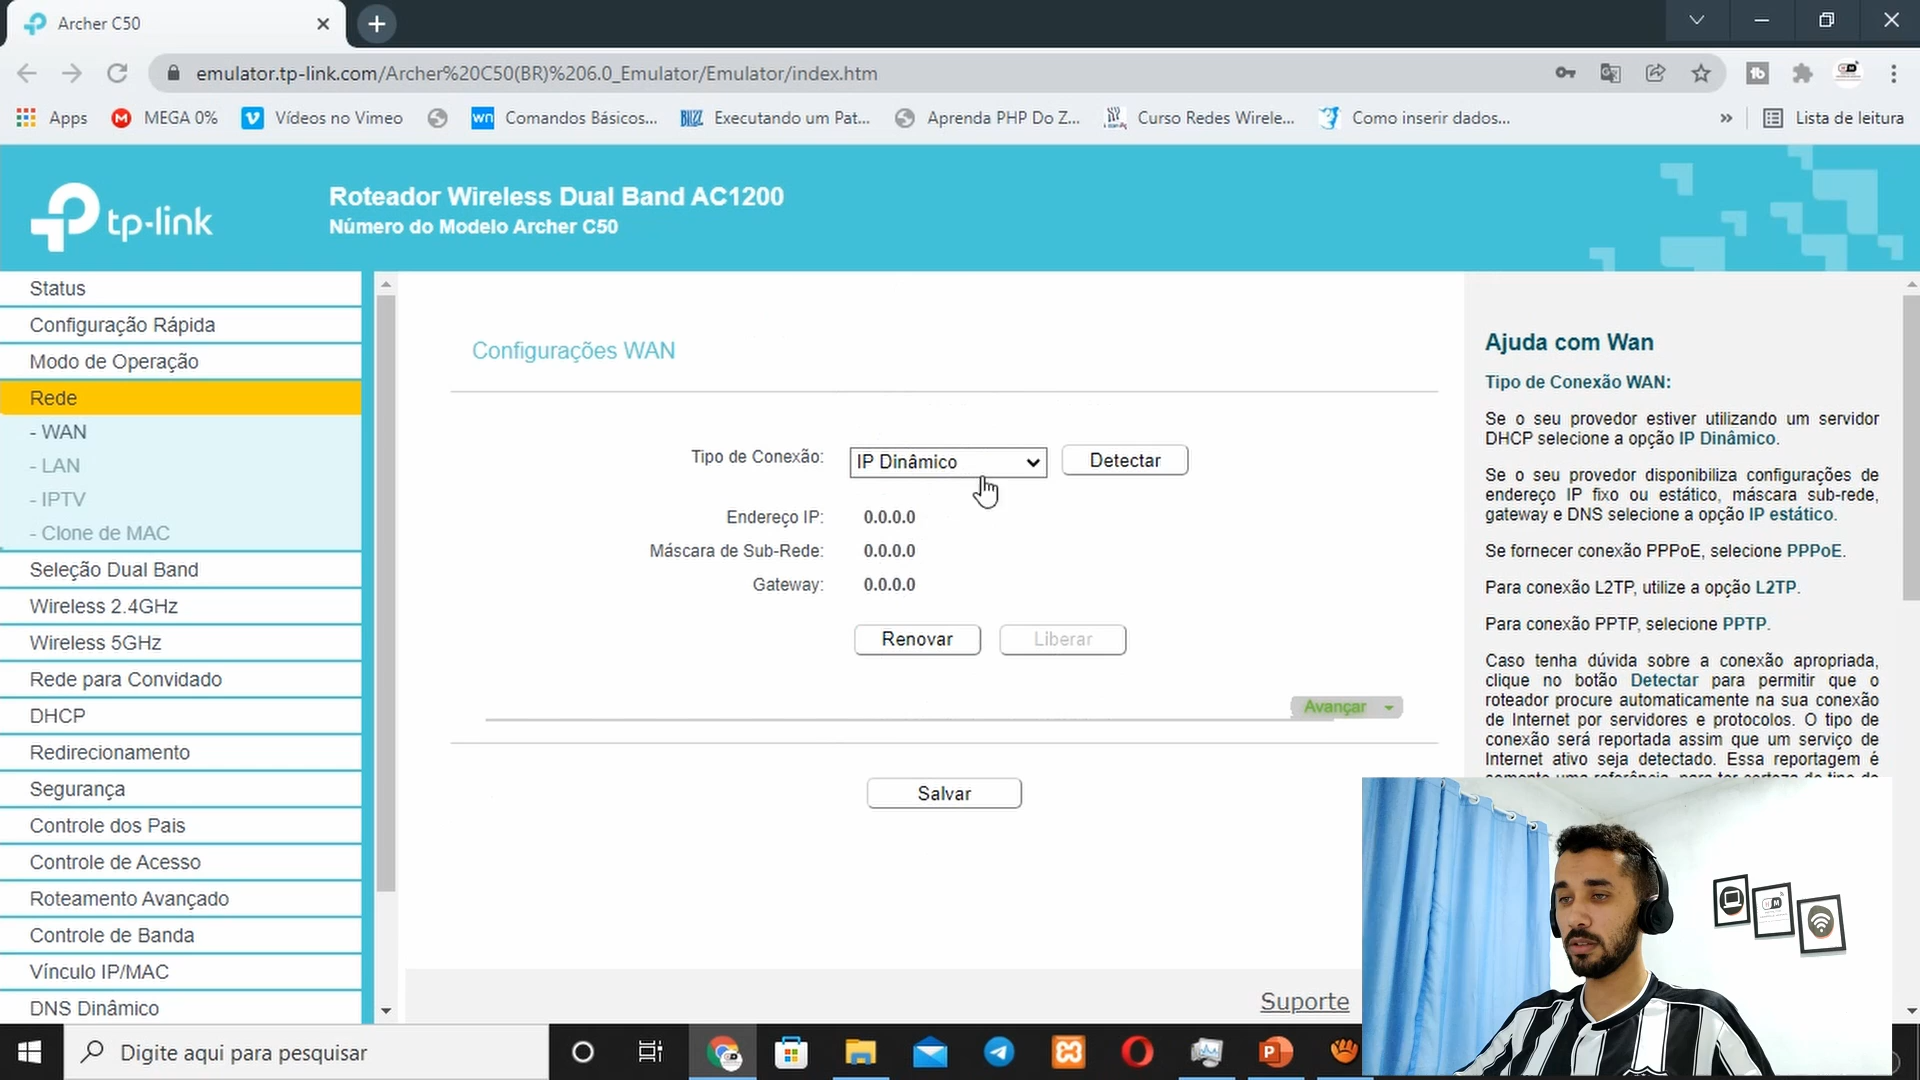 Archer C50
emulator.tp-link.com/Archer%20C50(BR)%206.0_Emulator/Emulator/index.htm
Apps
MEGA 0%
Vídeos no Vimeo
Comandos Básicos...
Executando um Pat...
Aprenda PHP Do Z...
Curso Redes Wirele...
Como inserir dados...
»
Lista de leitura
tp-link
Roteador Wireless Dual Band AC1200
Número do Modelo Archer C50
Status
Configuração Rápida
Modo de Operação
Rede
- WAN
- LAN
- IPTV
- Clone de MAC
Seleção Dual Band
Wireless 2.4GHz
Wireless 5GHz
Rede para Convidado
DHCP
Redirecionamento
Segurança
Controle dos Pais
Controle de Acesso
Roteamento Avançado
Controle de Banda
Vínculo IP/MAC
DNS Dinâmico
Configurações WAN
Tipo de Conexão: IP Dinâmico Detectar
Endereço IP: 0.0.0.0
Máscara de Sub-Rede: 0.0.0.0
Gateway: 0.0.0.0
Renovar Liberar
Avançar
Salvar
Suporte
Ajuda com Wan
Tipo de Conexão WAN:
Se o seu provedor estiver utilizando um servidor
DHCP selecione a opção IP Dinâmico.
Se o seu provedor disponibiliza configurações de
endereço IP fixo ou estático, máscara sub-rede,
gateway e DNS selecione a opção IP estático.
Se fornecer conexão PPPoE, selecione PPPoE.
Para conexão L2TP, utilize a opção L2TP.
Para conexão PPTP, selecione PPTP.
Caso tenha dúvida sobre a conexão apropriada,
clique no botão Detectar para permitir que o
roteador procure automaticamente na sua conexão
de Internet por servidores e protocolos. O tipo de
conexão será reportada assim que um serviço de
Internet ativo seja detectado. Essa reportagem é
Digite aqui para pesquisar